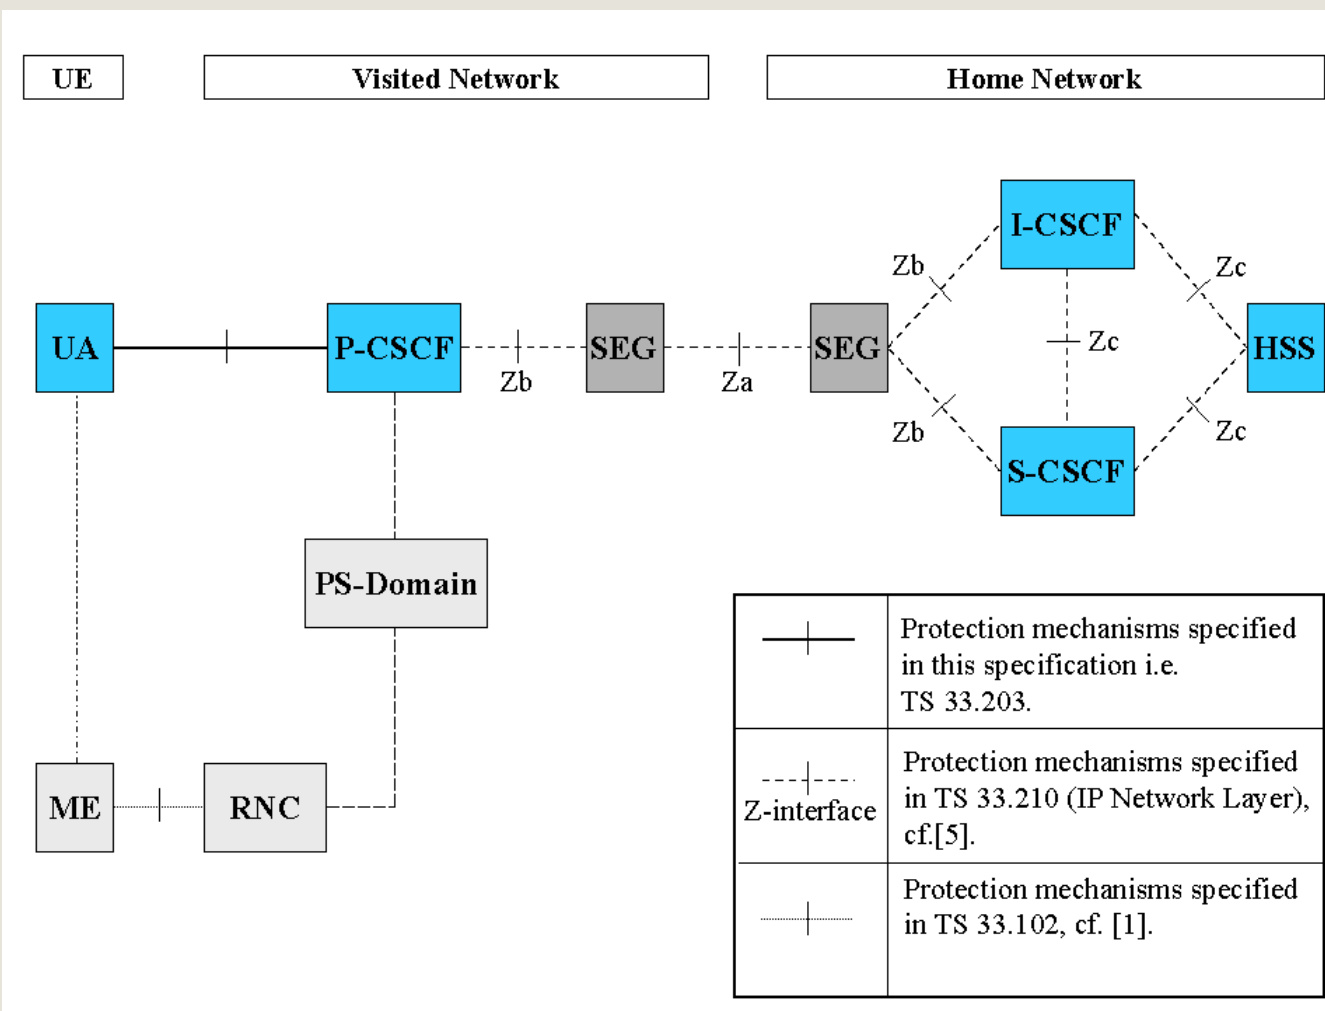 UE
Visited Network
Home Network
I-CSCF
Zb
Zc
UA
P-CSCF
SEG
SEG
Zc
HSS
Zb
Za
Zb
Zc
S-CSCF
PS-Domain
ME
RNC
Protection mechanisms specified
in this specification i.e.
TS 33.203.
Z-interface
Protection mechanisms specified
in TS 33.210 (IP Network Layer),
cf.[5].
Protection mechanisms specified
in TS 33.102, cf. [1].